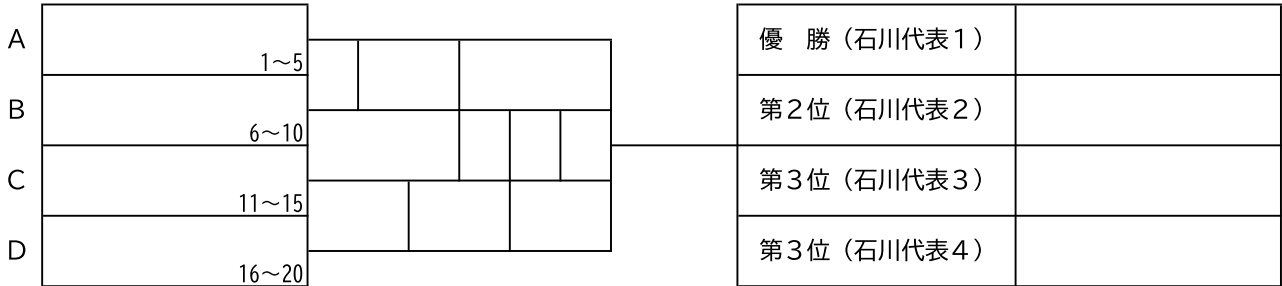 A
1～5
B
6～10
C
11～15
D
16～20
優　勝（石川代表１）
第２位（石川代表２）
第３位（石川代表３）
第３位（石川代表４）